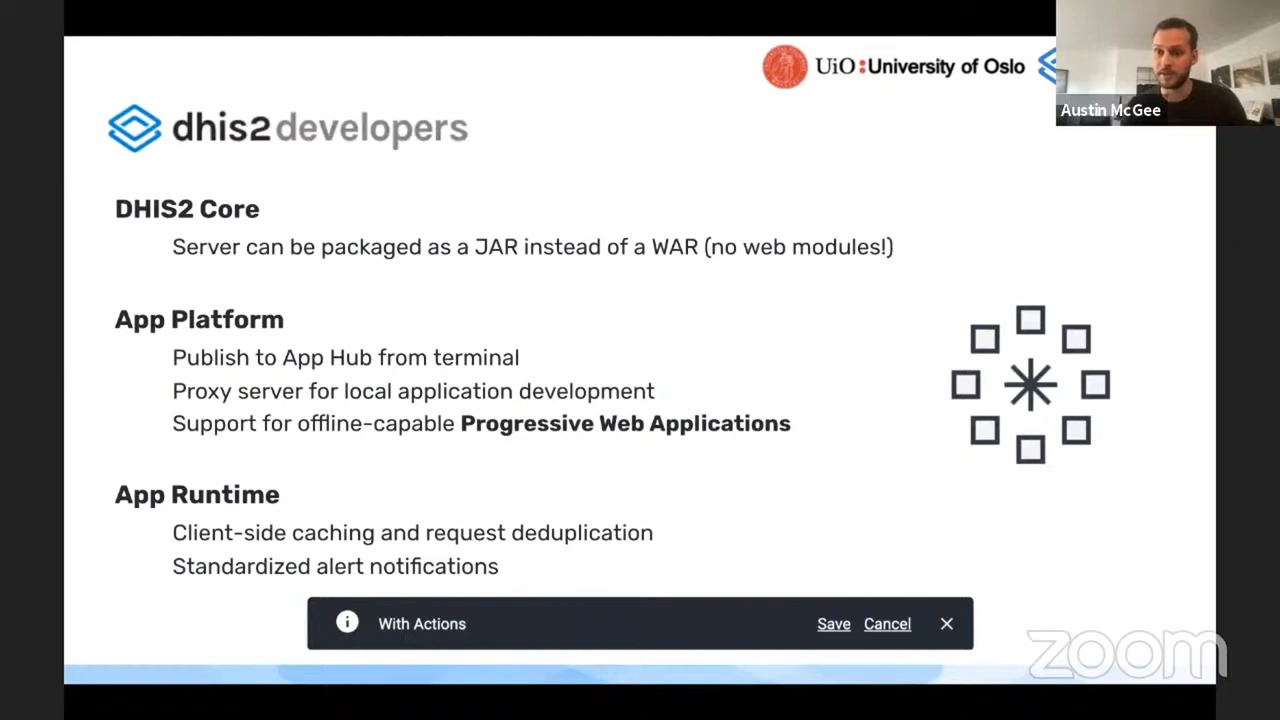 UiO:University of Oslo
Austin McGee
dhis2 developers
DHIS2 Core
Server can be packaged as a JAR instead of a WAR (no web modules!)
App Platform
Publish to App Hub from terminal
Proxy server for local application development
Support for offline-capable Progressive Web Applications
App Runtime
Client-side caching and request deduplication
Standardized alert notifications
With Actions Save Cancel
zoom